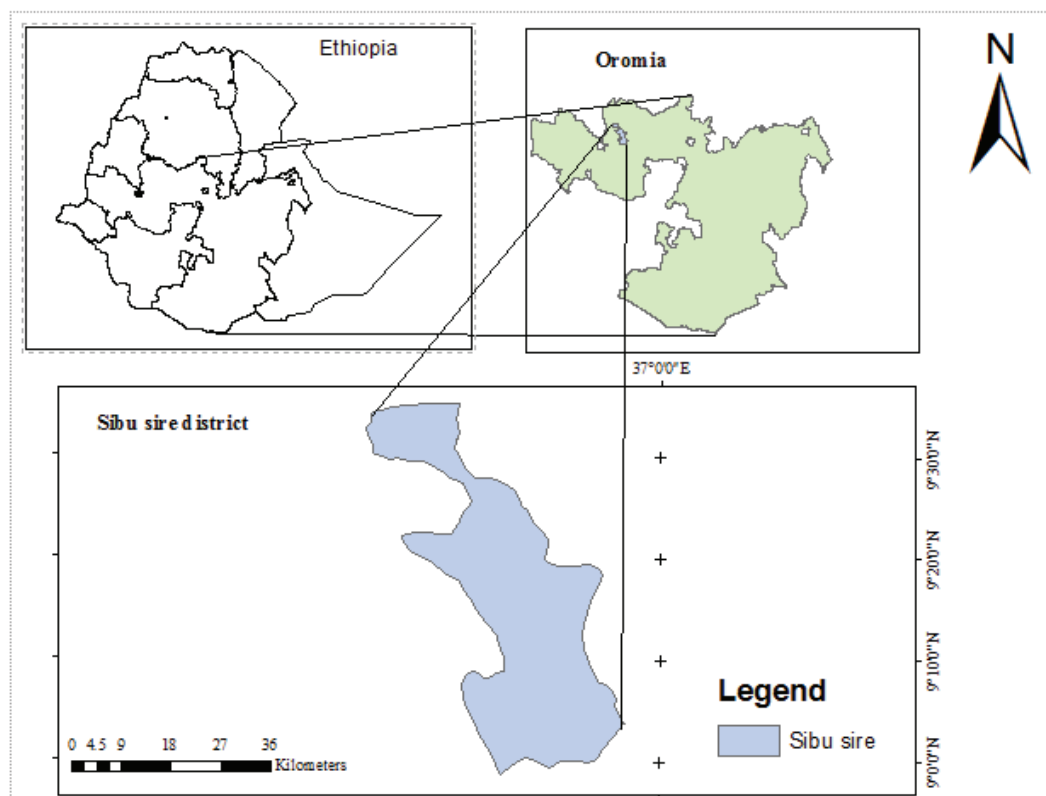 Ethiopia
Oromia
N
37°0'0"E
Sibu sire district
9°30'0"N
9°20'0"N
9°10'0"N
9°0'0"N
Legend
Sibu sire
0 4.5 9 18 27 36
Kilometers